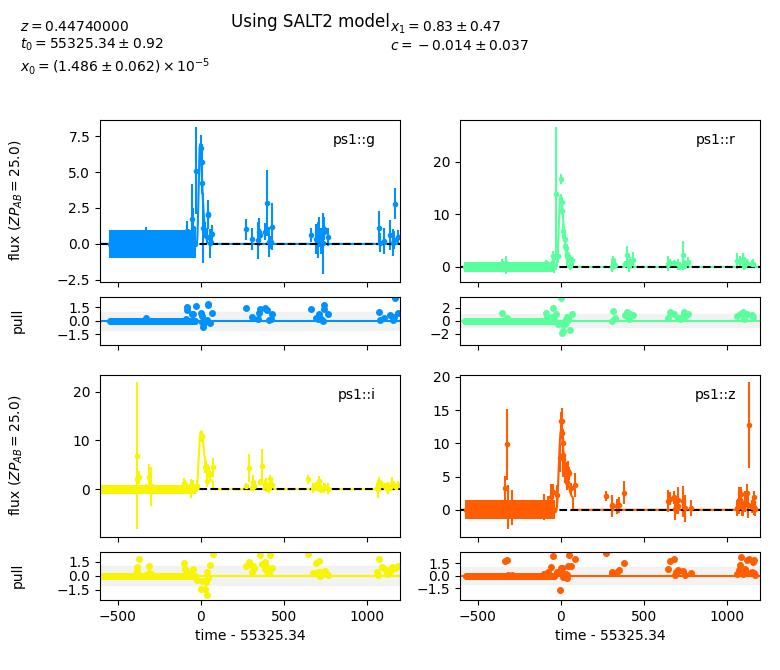 Using SALT2 model
z = 0.44740000
x₁ = 0.83 ± 0.47
t₀ = 55325.34 ± 0.92
c = −0.014 ± 0.037
x₀ = (1.486 ± 0.062) × 10⁻⁵
ps1::g
7.5
5.0
2.5
0.0
−2.5
flux (ZP_AB = 25.0)
ps1::r
20
10
0
1.5
0.0
−1.5
pull
2
0
−2
ps1::i
20
10
0
flux (ZP_AB = 25.0)
ps1::z
20
15
10
5
0
1.5
0.0
−1.5
pull
1.5
0.0
−1.5
−500 0 500 1000
−500 0 500 1000
time - 55325.34
time - 55325.34